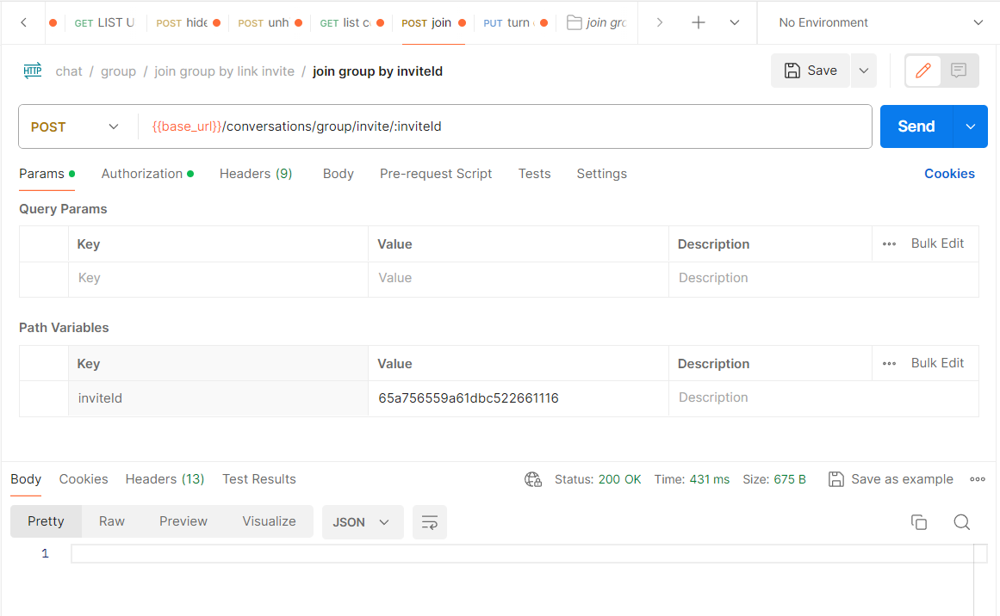 GET LIST U POST hide POST unh GET list c POST join PUT turn join grc No Environment
HTTP chat / group / join group by link invite / join group by inviteId Save
POST {{base_url}}/conversations/group/invite/:inviteId Send
Params Authorization Headers (9) Body Pre-request Script Tests Settings Cookies
Query Params
Key Value Description Bulk Edit
Key Value Description
Path Variables
Key Value Description Bulk Edit
inviteId 65a756559a61dbc522661116 Description
Body Cookies Headers (13) Test Results Status: 200 OK Time: 431 ms Size: 675 B Save as example
Pretty Raw Preview Visualize JSON
1